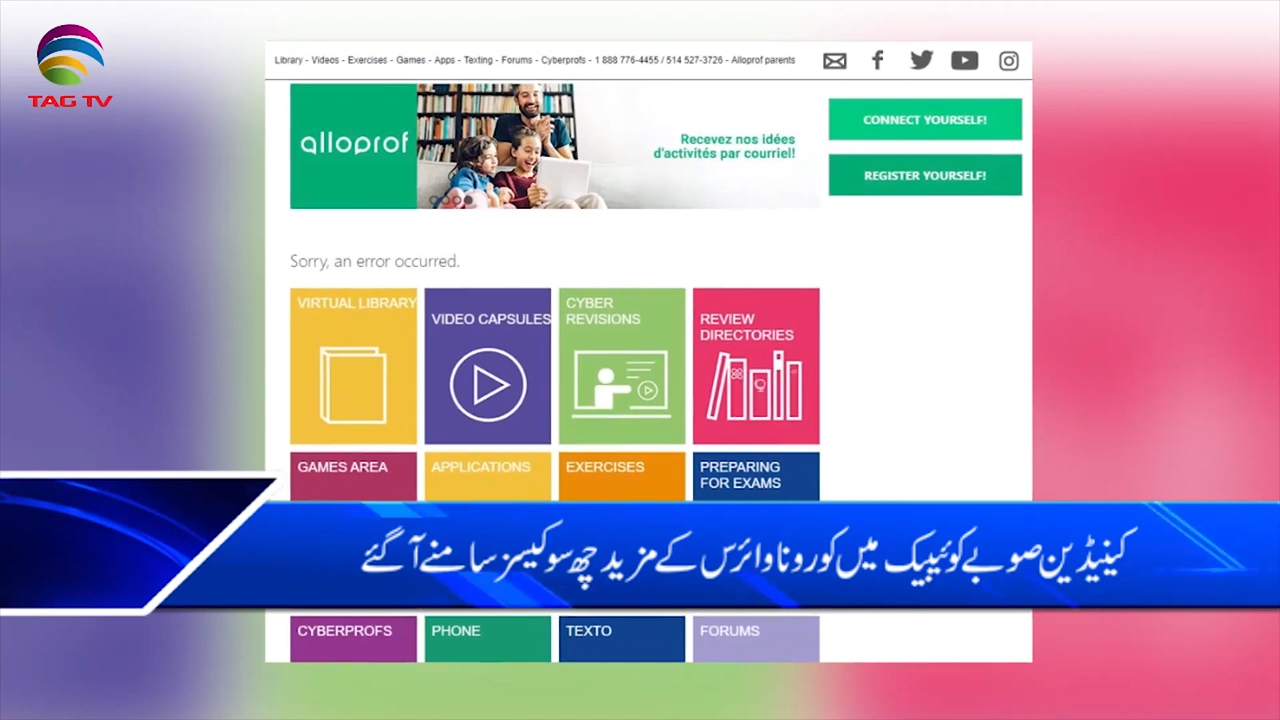 TAG TV
Library - Videos - Exercises - Games - Apps - Texting - Forums - Cyberprofs - 1 888 776-4455 / 514 527-3726 - Alloprof parents
alloprof
Recevez nos idées
d'activités par courriel!
CONNECT YOURSELF!
REGISTER YOURSELF!
Sorry, an error occurred.
VIRTUAL LIBRARY
VIDEO CAPSULES
CYBER
REVISIONS
REVIEW
DIRECTORIES
GAMES AREA
APPLICATIONS
EXERCISES
PREPARING
FOR EXAMS
کینیڈین صوبے کوئیبیک میں کورونا وائرس کے مزید چھ سو کیسز سامنے آ گئے
CYBERPROFS
PHONE
TEXTO
FORUMS